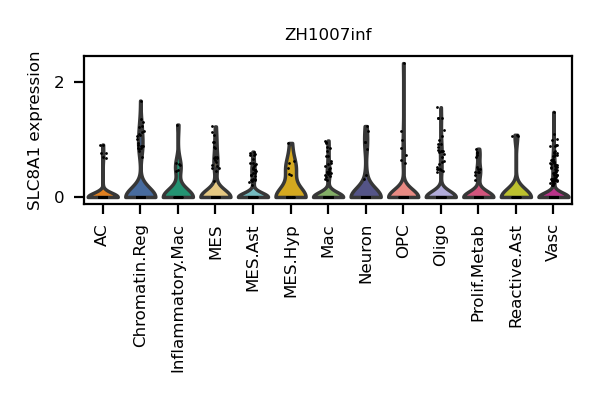 ZH1007inf
SLC8A1 expression
2
0
AC
Chromatin.Reg
Inflammatory.Mac
MES
MES.Ast
MES.Hyp
Mac
Neuron
OPC
Oligo
Prolif.Metab
Reactive.Ast
Vasc